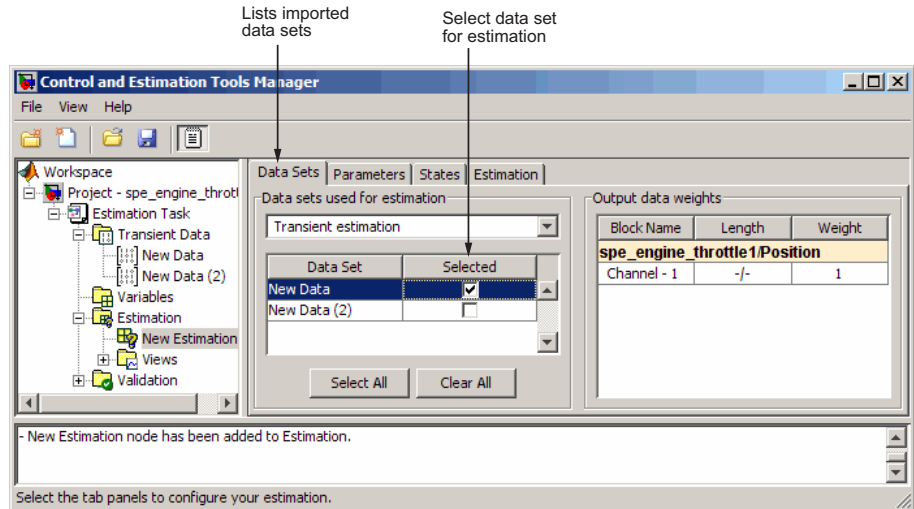 Lists imported
data sets
Select data set
for estimation
Control and Estimation Tools Manager
File View Help
Workspace
Project - spe_engine_thrott
Estimation Task
Transient Data
New Data
New Data (2)
Variables
Estimation
New Estimation
Views
Validation
Data Sets Parameters States Estimation
Data sets used for estimation
Transient estimation
Data Set Selected
New Data
New Data (2)
Select All Clear All
Output data weights
Block Name Length Weight
spe_engine_throttle1/Position
Channel - 1 -/- 1
- New Estimation node has been added to Estimation.
Select the tab panels to configure your estimation.